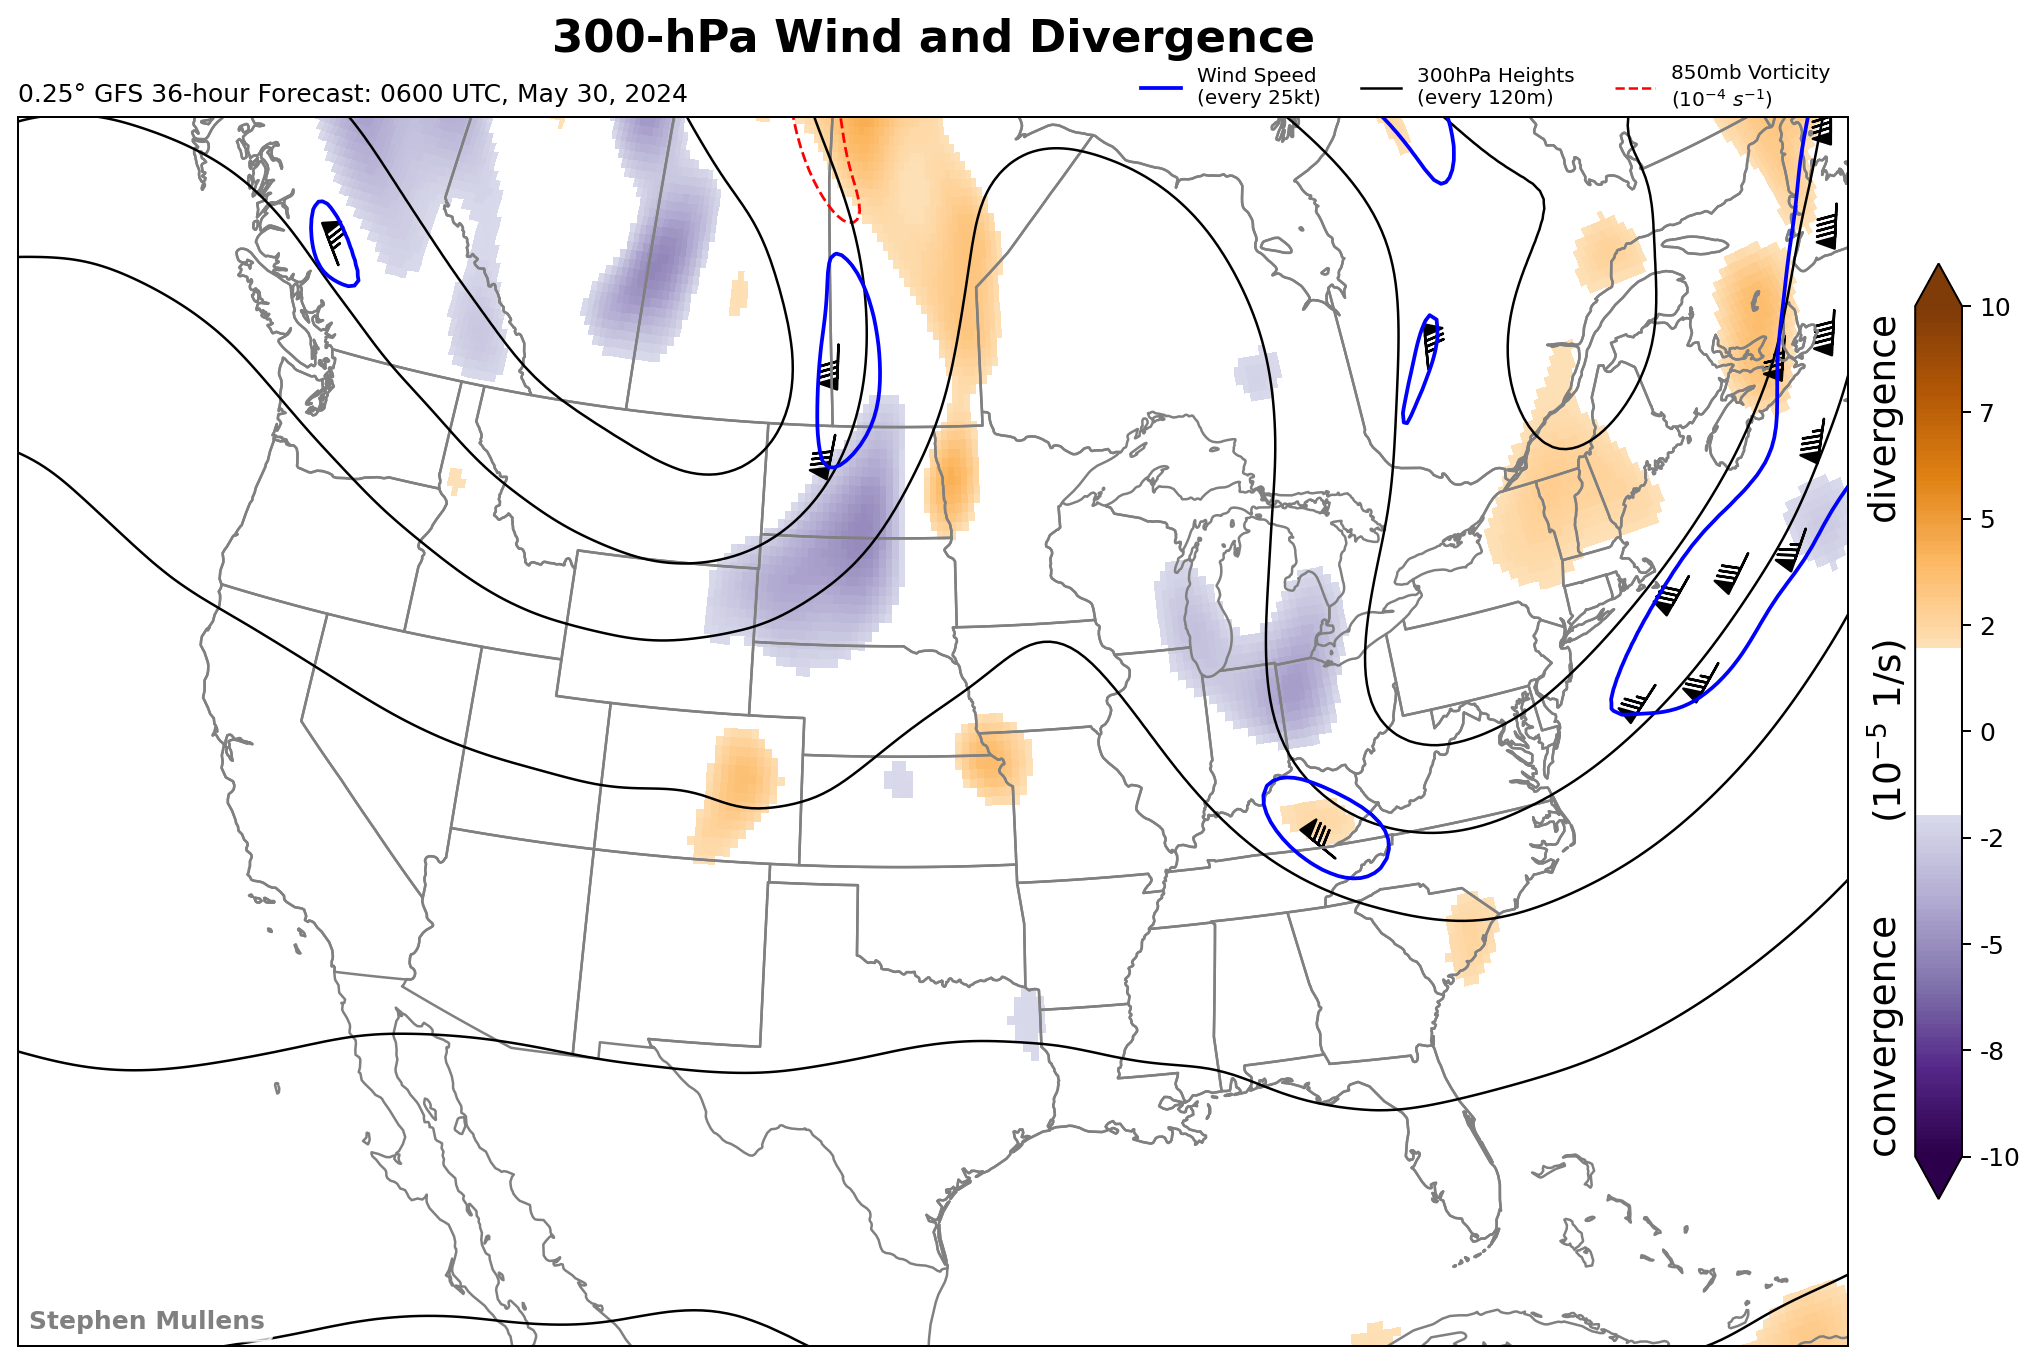 300-hPa Wind and Divergence
0.25° GFS 36-hour Forecast: 0600 UTC, May 30, 2024
Wind Speed
(every 25kt)
300hPa Heights
(every 120m)
850mb Vorticity
(10⁻⁴ s⁻¹)
10
7
5
2
0
-2
-5
-8
-10
divergence
(10⁻⁵ 1/s)
convergence
Stephen Mullens